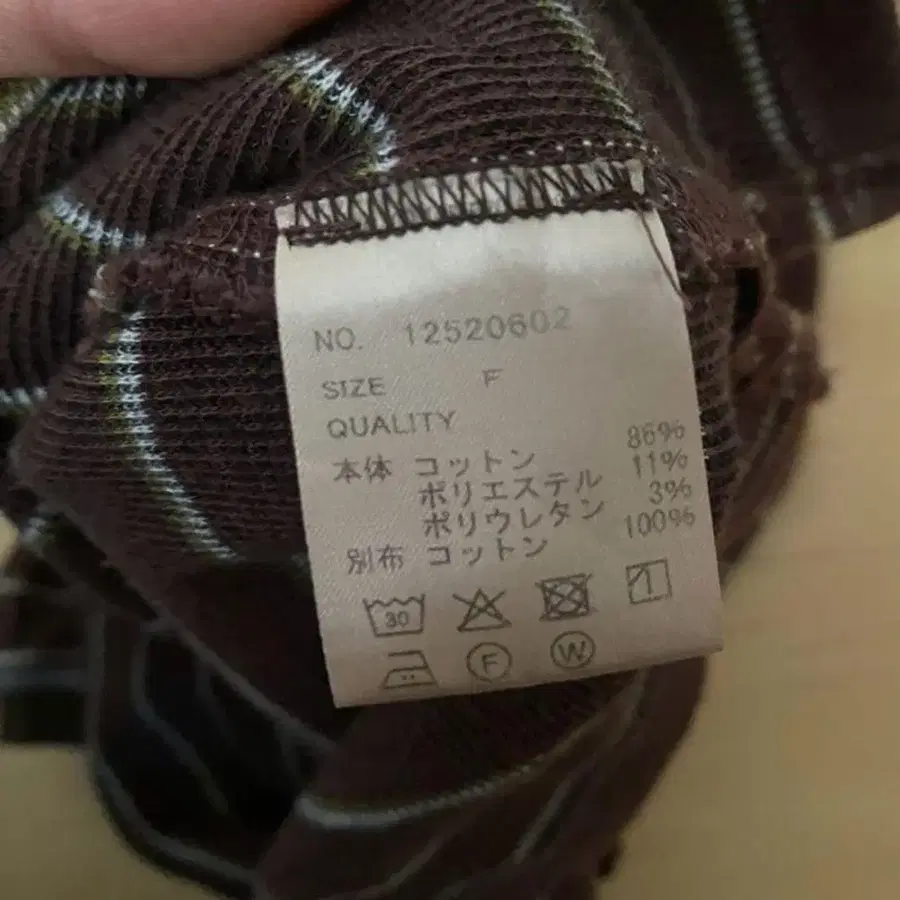 NO. 12520602
SIZE F
QUALITY
本体 コットン 86%
ポリエステル 11%
ポリウレタン 3%
別布 コットン 100%
30
F W